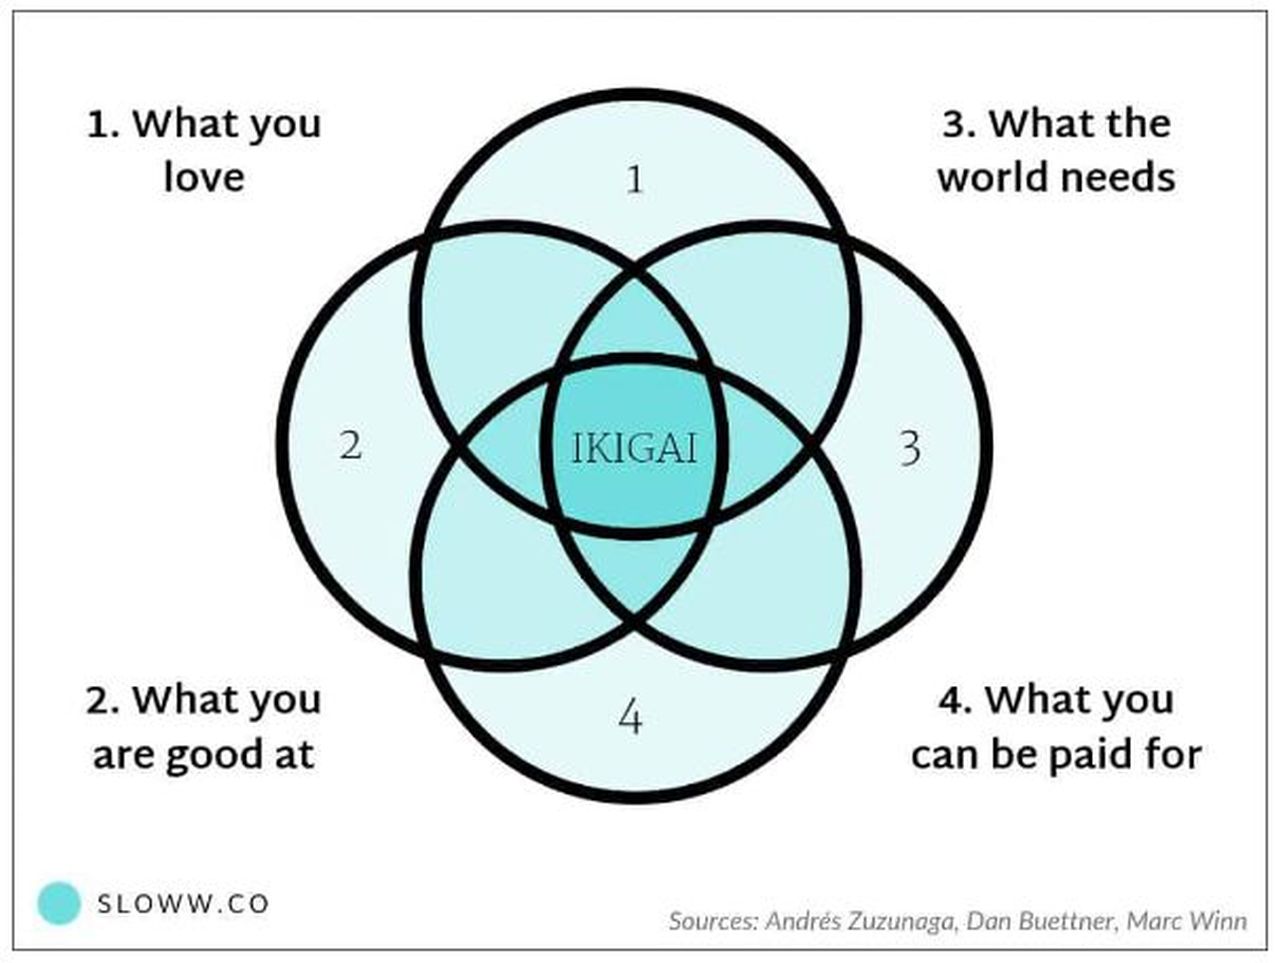 1. What you
love
3. What the
world needs
1
2
IKIGAI
3
4
2. What you
are good at
4. What you
can be paid for
SLOWW.CO
Sources: Andrés Zuzunaga, Dan Buettner, Marc Winn